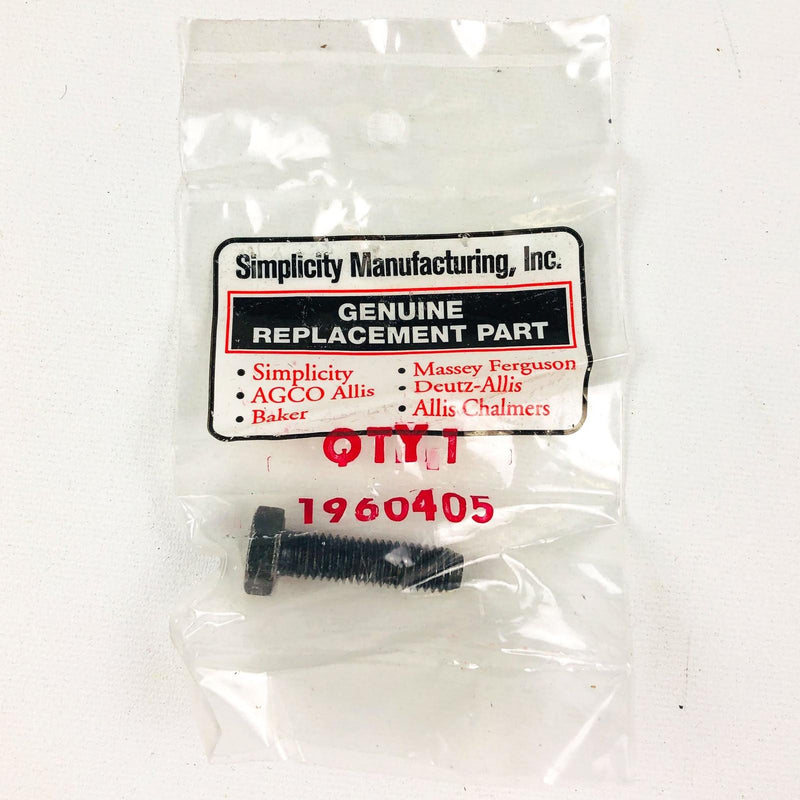 Simplicity Manufacturing, Inc.
GENUINE
REPLACEMENT PART
• Simplicity
• AGCO Allis
• Baker
• Massey Ferguson
• Deutz-Allis
• Allis Chalmers
QTY 1
1960405